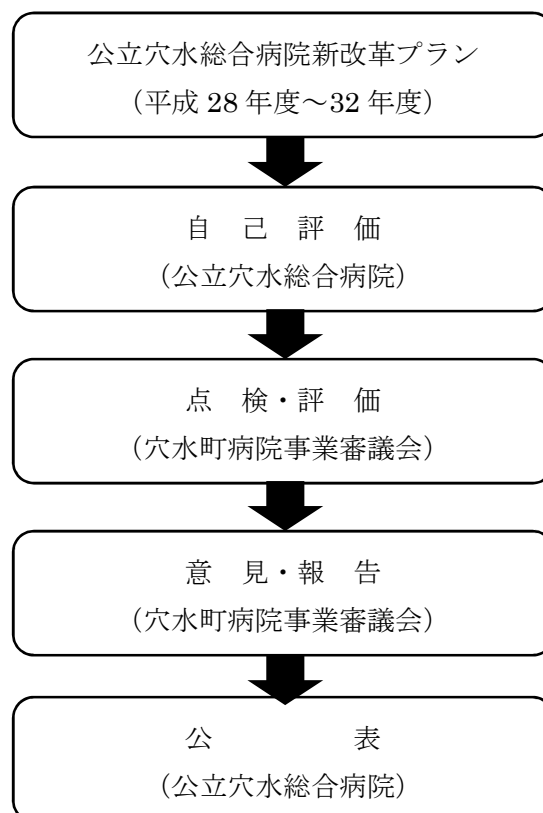 公立穴水総合病院新改革プラン
（平成 28 年度～32 年度）
自　己　評　価
（公立穴水総合病院）
点　検・評　価
（穴水町病院事業審議会）
意　見・報　告
（穴水町病院事業審議会）
公　　　　　表
（公立穴水総合病院）